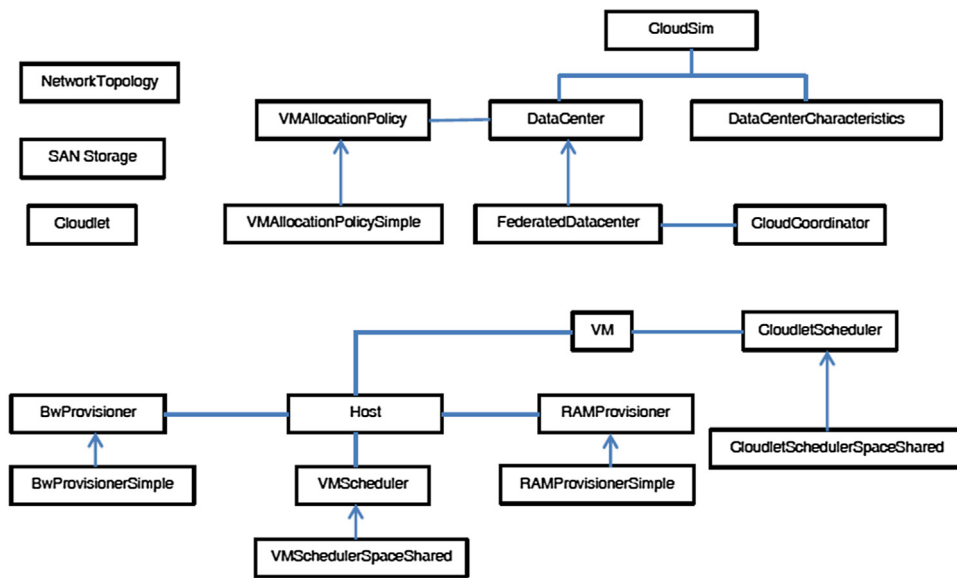 CloudSim
NetworkTopology
VMAllocationPolicy
DataCenter
DataCenterCharacteristics
SAN Storage
Cloudlet
VMAllocationPolicySimple
FederatedDatacenter
CloudCoordinator
VM
CloudletScheduler
BwProvisioner
Host
RAMProvisioner
CloudletSchedulerSpaceShared
BwProvisionerSimple
VMScheduler
RAMProvisionerSimple
VMSchedulerSpaceShared